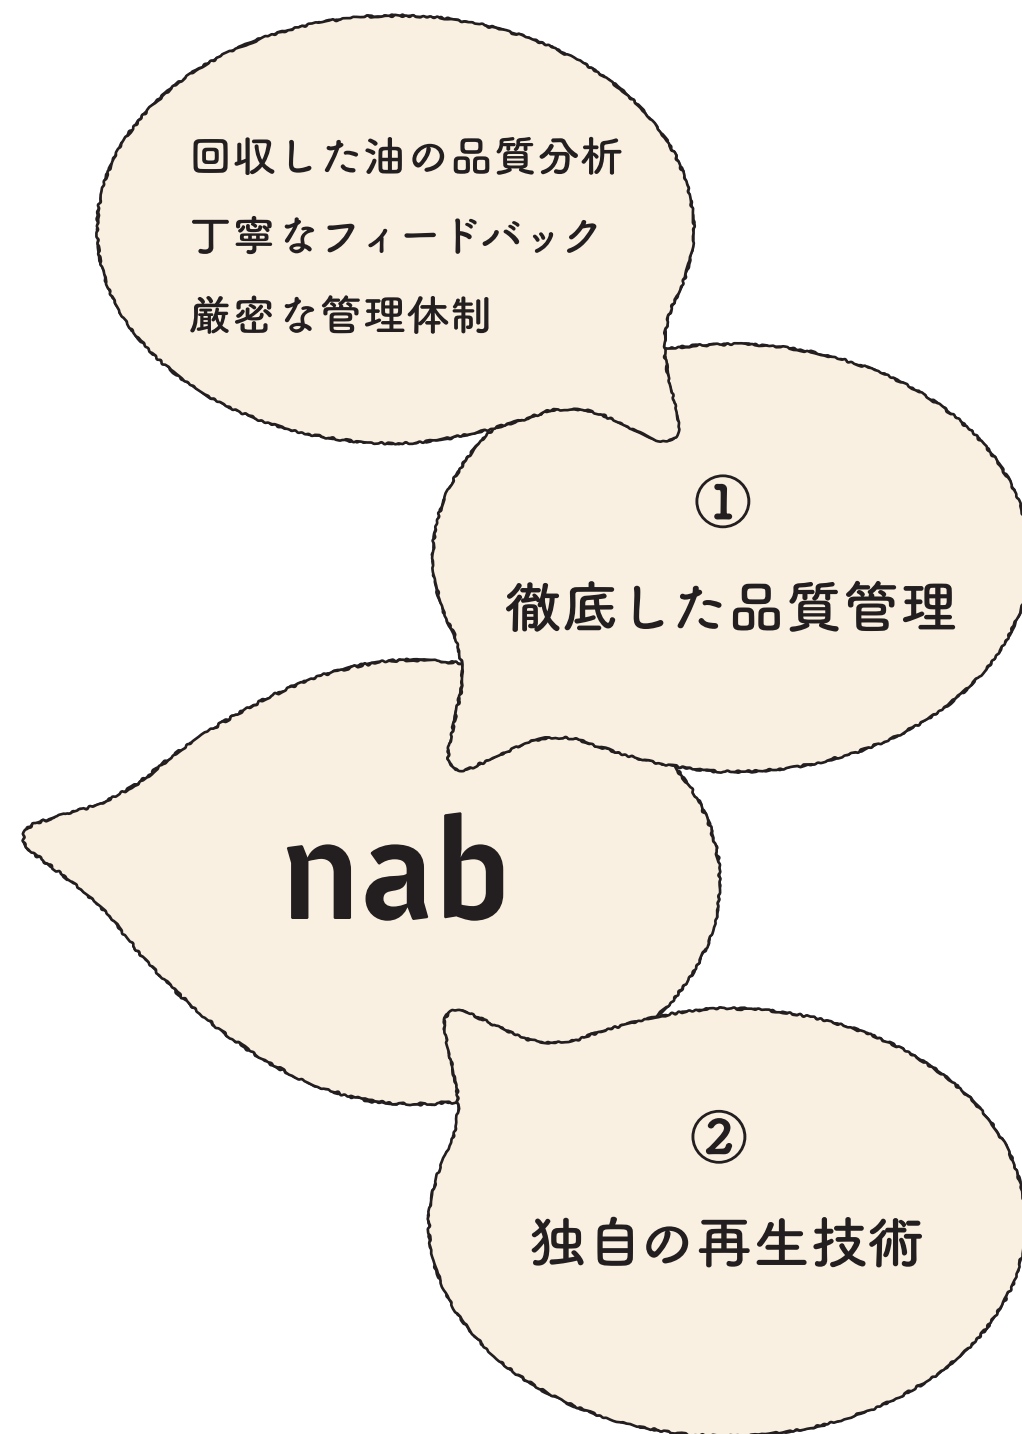 回収した油の品質分析
丁寧なフィードバック
厳密な管理体制
①
徹底した品質管理
nab
②
独自の再生技術